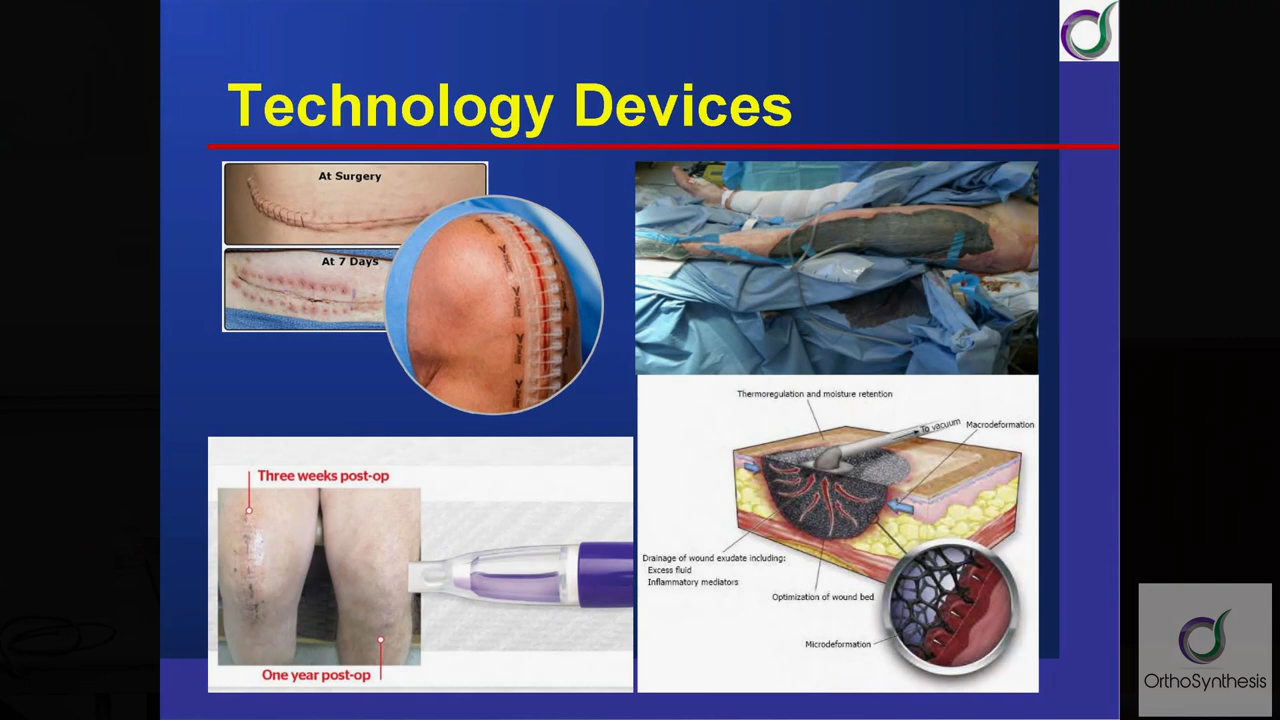 Technology Devices
At Surgery
At 7 Days
Three weeks post-op
One year post-op
Thermoregulation and moisture retention
To vacuum
Macrodeformation
Drainage of wound exudate including:
Excess fluid
Inflammatory mediators
Optimization of wound bed
Microdeformation
OrthoSynthesis